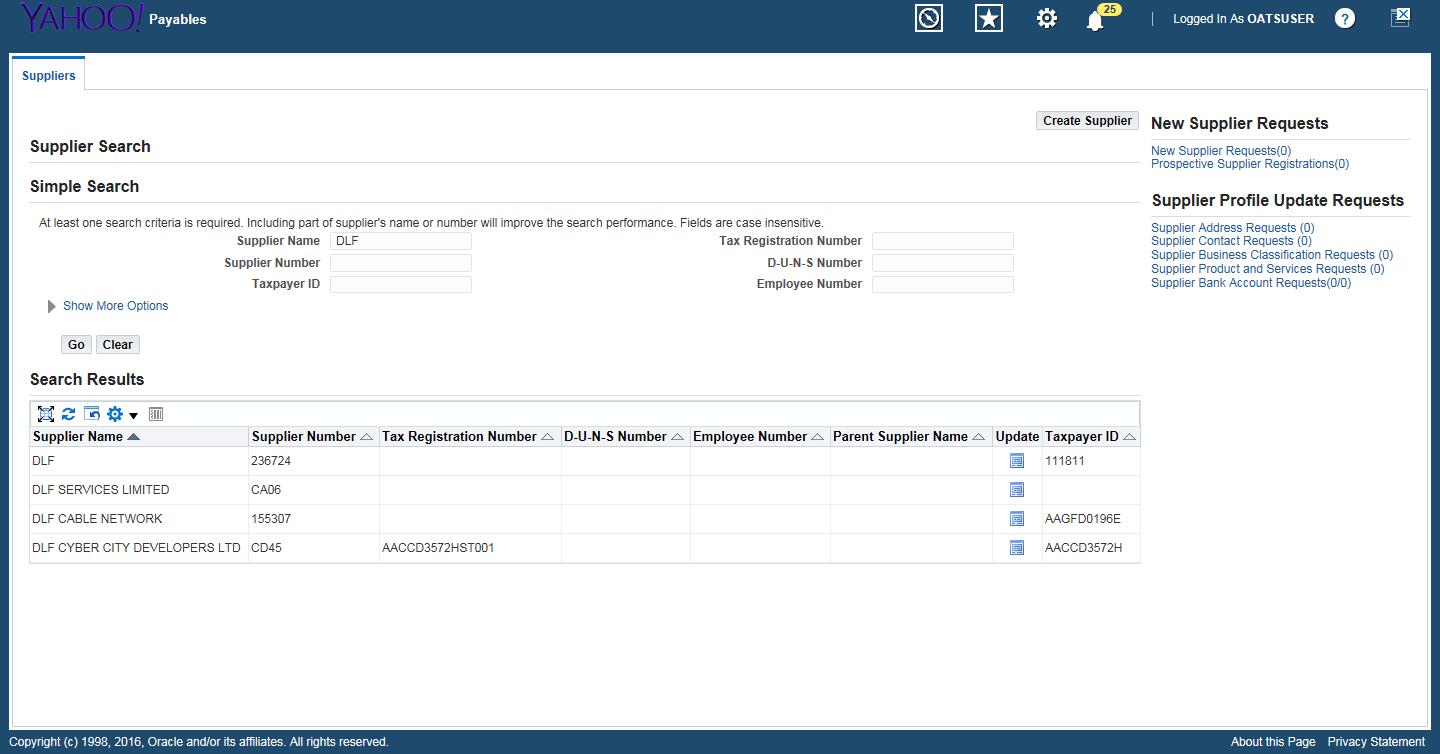 YAHOO! Payables 25 Logged In As OATSUSER ?
Suppliers
Create Supplier
Supplier Search
Simple Search
At least one search criteria is required. Including part of supplier's name or number will improve the search performance. Fields are case insensitive.
Supplier Name DLF Tax Registration Number
Supplier Number D-U-N-S Number
Taxpayer ID Employee Number
Show More Options
Go Clear
Search Results
Supplier Name Supplier Number Tax Registration Number D-U-N-S Number Employee Number Parent Supplier Name Update Taxpayer ID
DLF 236724 111811
DLF SERVICES LIMITED CA06
DLF CABLE NETWORK 155307 AAGFD0196E
DLF CYBER CITY DEVELOPERS LTD CD45 AACCD3572HST001 AACCD3572H
New Supplier Requests
New Supplier Requests(0)
Prospective Supplier Registrations(0)
Supplier Profile Update Requests
Supplier Address Requests (0)
Supplier Contact Requests (0)
Supplier Business Classification Requests (0)
Supplier Product and Services Requests (0)
Supplier Bank Account Requests(0/0)
Copyright (c) 1998, 2016, Oracle and/or its affiliates. All rights reserved. About this Page Privacy Statement